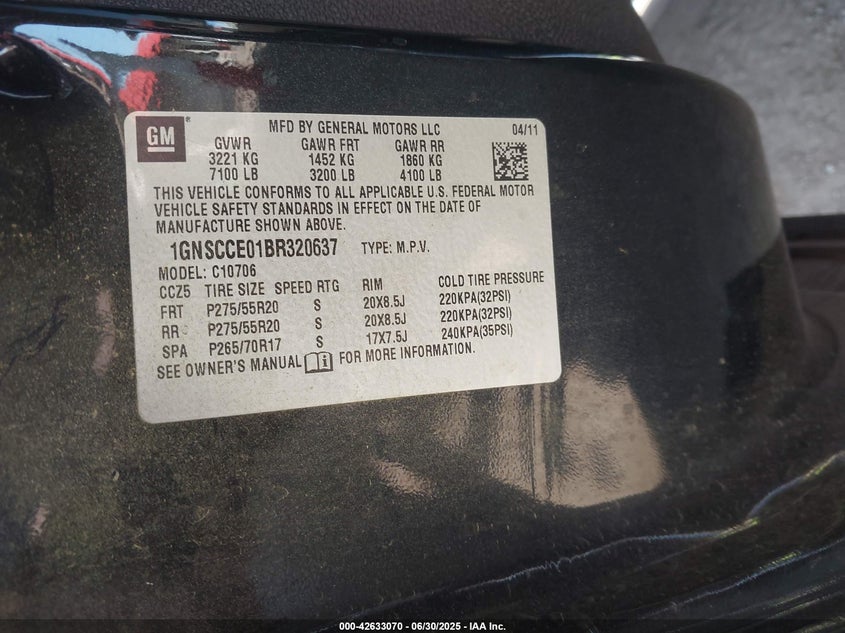 GM ®
MFD BY GENERAL MOTORS LLC 04/11
GVWR GAWR FRT GAWR RR
3221 KG 1452 KG 1860 KG
7100 LB 3200 LB 4100 LB
THIS VEHICLE CONFORMS TO ALL APPLICABLE U.S. FEDERAL MOTOR
VEHICLE SAFETY STANDARDS IN EFFECT ON THE DATE OF
MANUFACTURE SHOWN ABOVE.
1GNSCCE01BR320637 TYPE: M.P.V.
MODEL: C10706
CCZ5 TIRE SIZE SPEED RTG RIM COLD TIRE PRESSURE
FRT P275/55R20 S 20X8.5J 220KPA(32PSI)
RR P275/55R20 S 20X8.5J 220KPA(32PSI)
SPA P265/70R17 S 17X7.5J 240KPA(35PSI)
SEE OWNER'S MANUAL i FOR MORE INFORMATION.
000-42633070 - 06/30/2025 - IAA Inc.